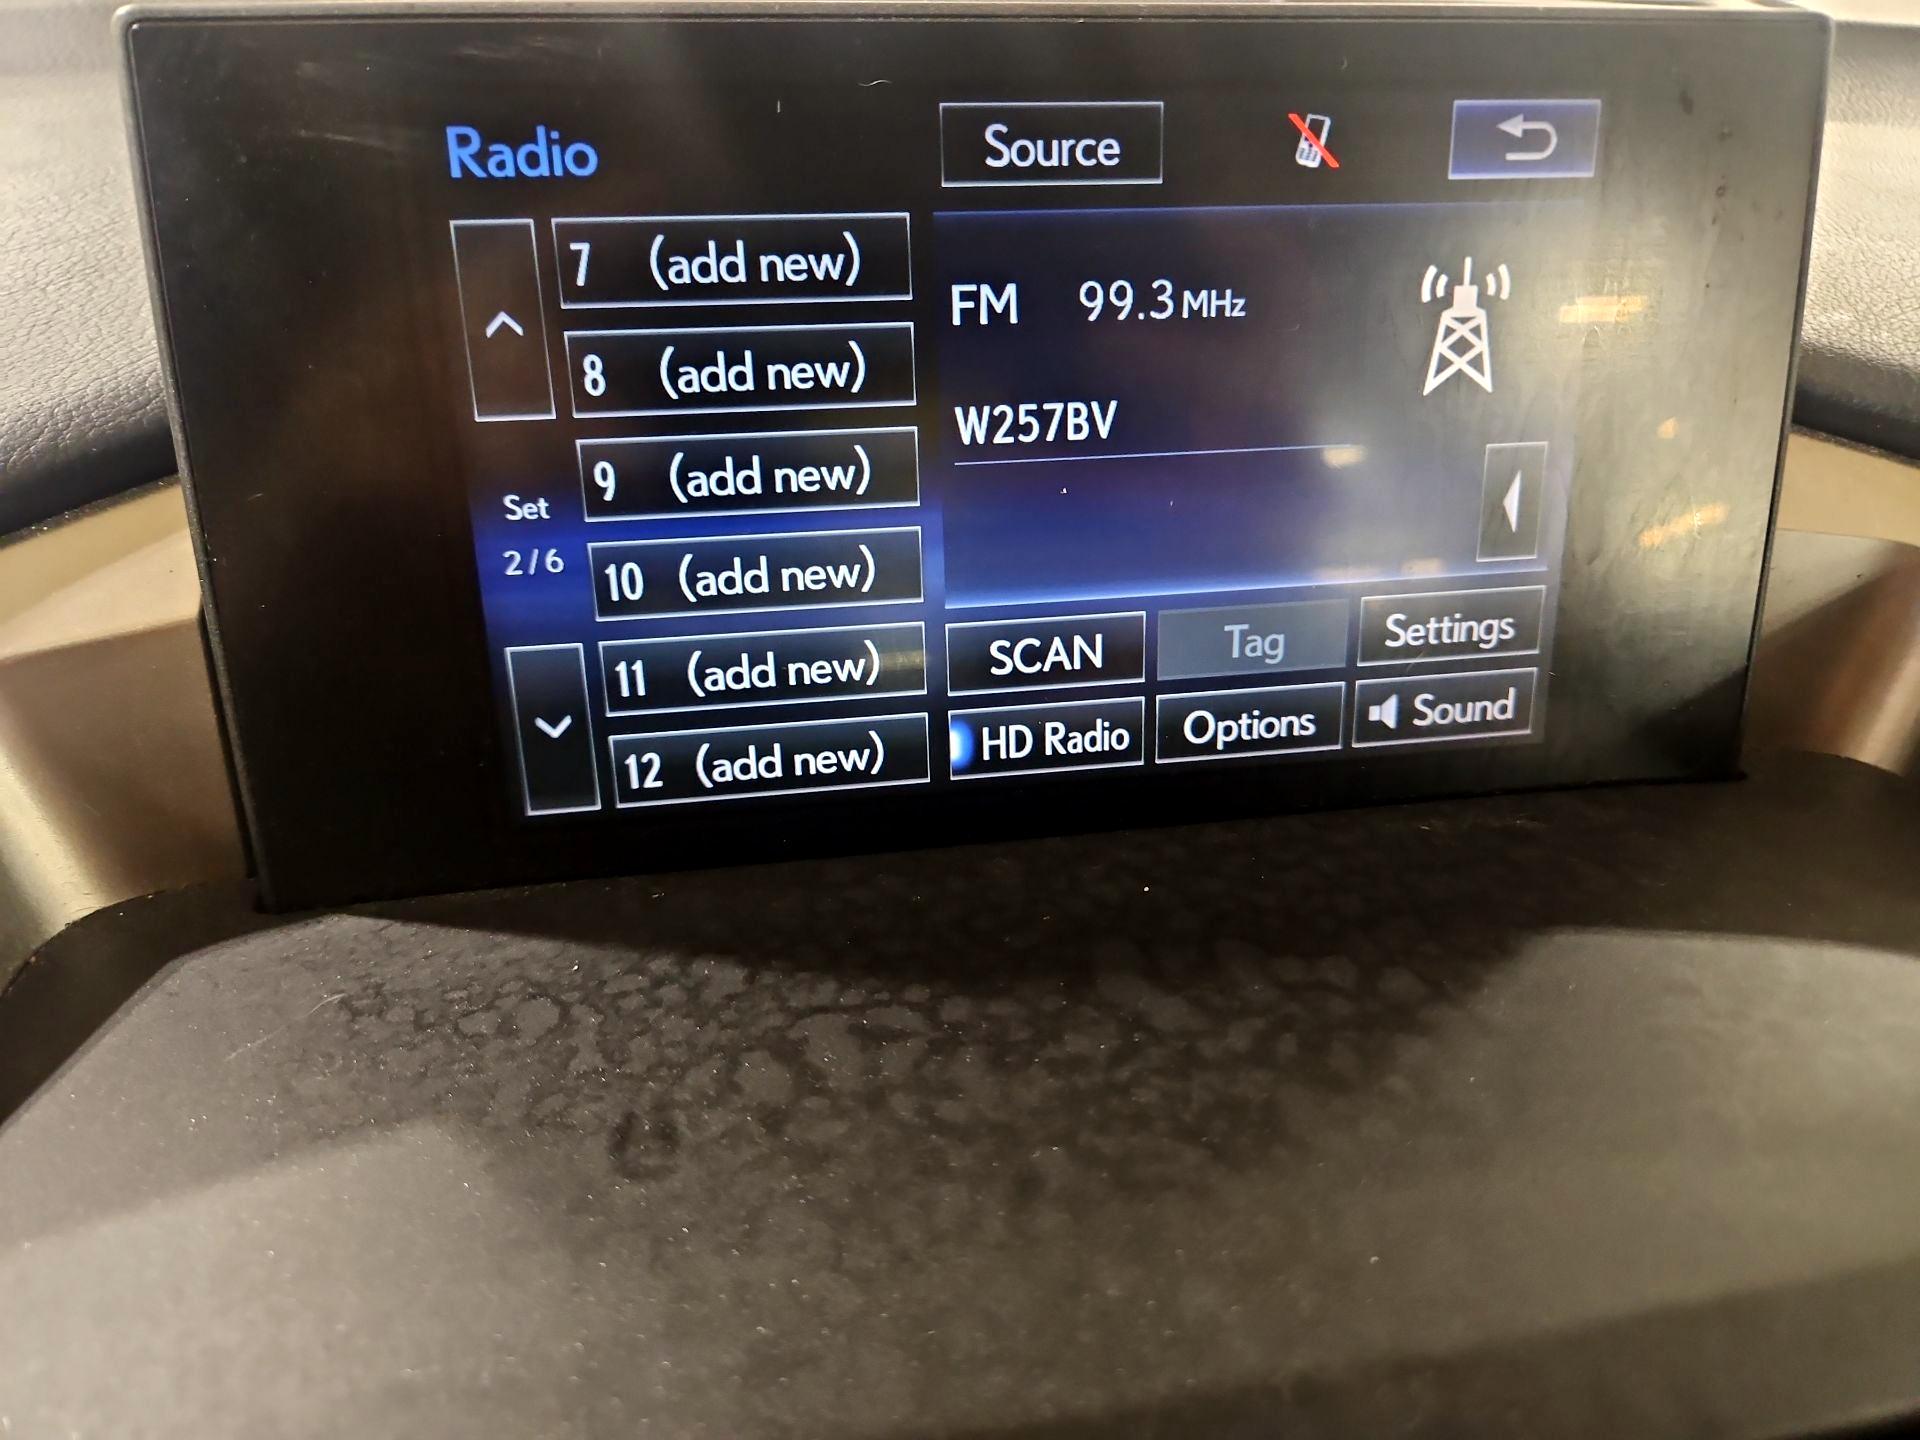 Radio
Source
7 (add new)
8 (add new)
9 (add new)
10 (add new)
11 (add new)
12 (add new)
Set
2/6
FM 99.3 MHz
W257BV
SCAN
Tag
Settings
HD Radio
Options
Sound